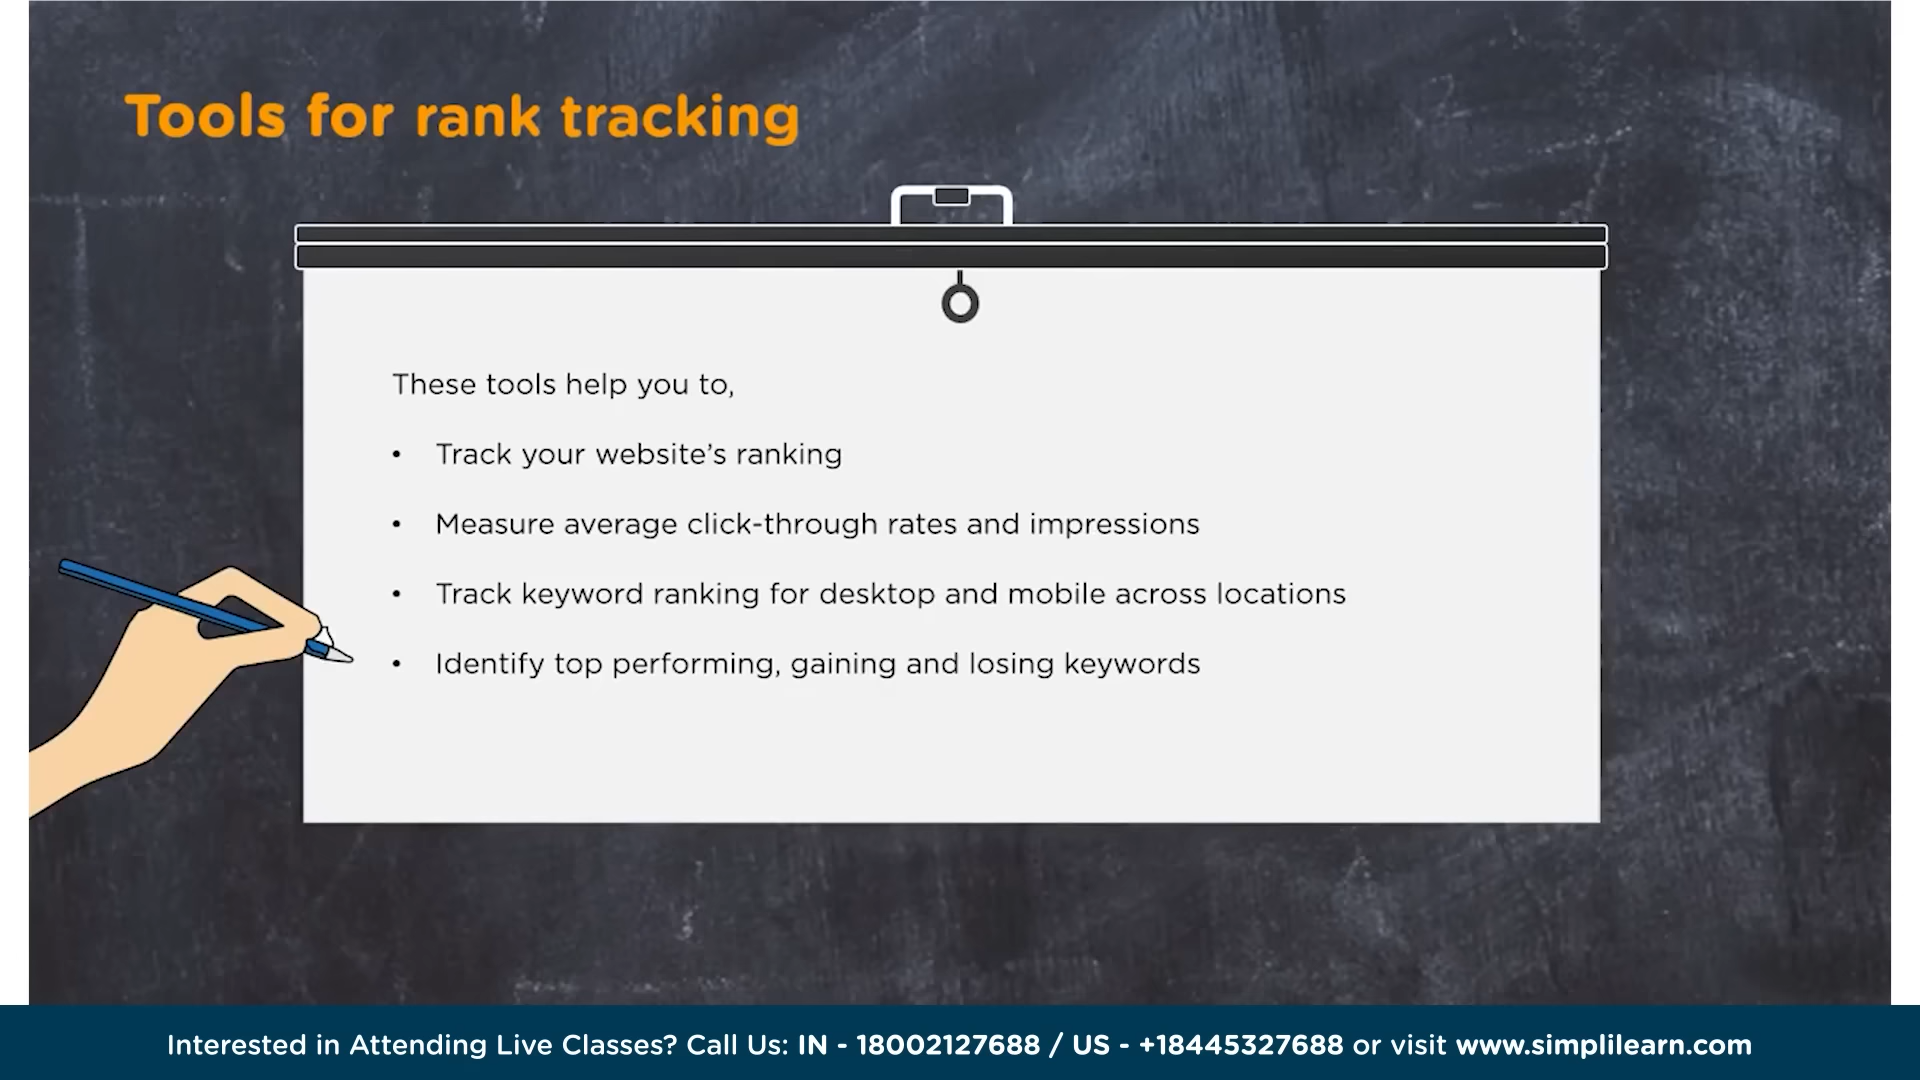 Tools for rank tracking
These tools help you to,
• Track your website’s ranking
• Measure average click-through rates and impressions
• Track keyword ranking for desktop and mobile across locations
• Identify top performing, gaining and losing keywords
Interested in Attending Live Classes? Call Us: IN - 18002127688 / US - +18445327688 or visit www.simplilearn.com